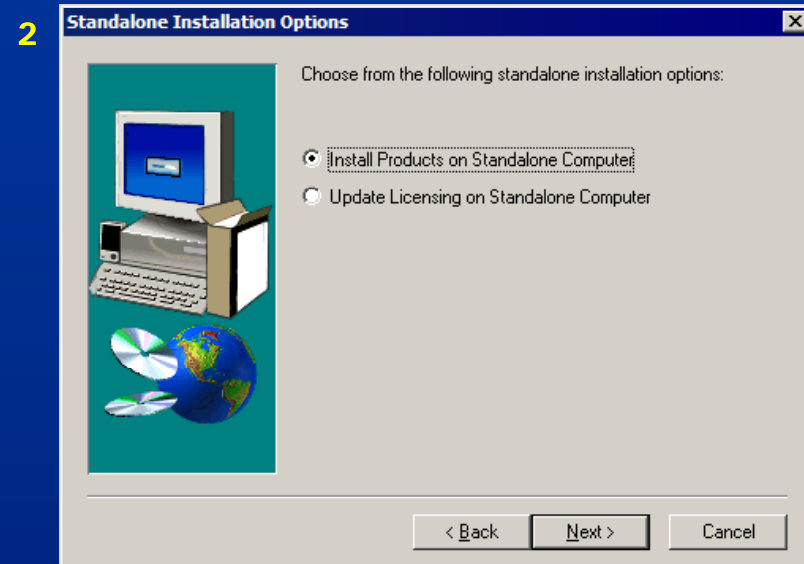 2
Standalone Installation Options
Choose from the following standalone installation options:
Install Products on Standalone Computer
Update Licensing on Standalone Computer
< Back
Next >
Cancel